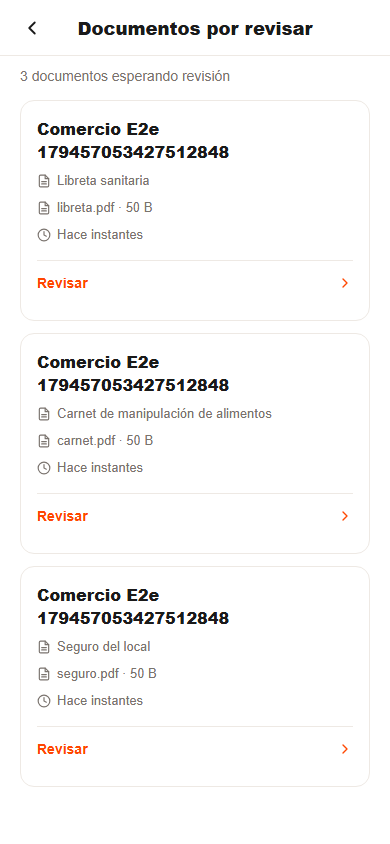 Documentos por revisar
3 documentos esperando revisión
Comercio E2e
179457053427512848
Libreta sanitaria
libreta.pdf · 50 B
Hace instantes
Revisar
Comercio E2e
179457053427512848
Carnet de manipulación de alimentos
carnet.pdf · 50 B
Hace instantes
Revisar
Comercio E2e
179457053427512848
Seguro del local
seguro.pdf · 50 B
Hace instantes
Revisar